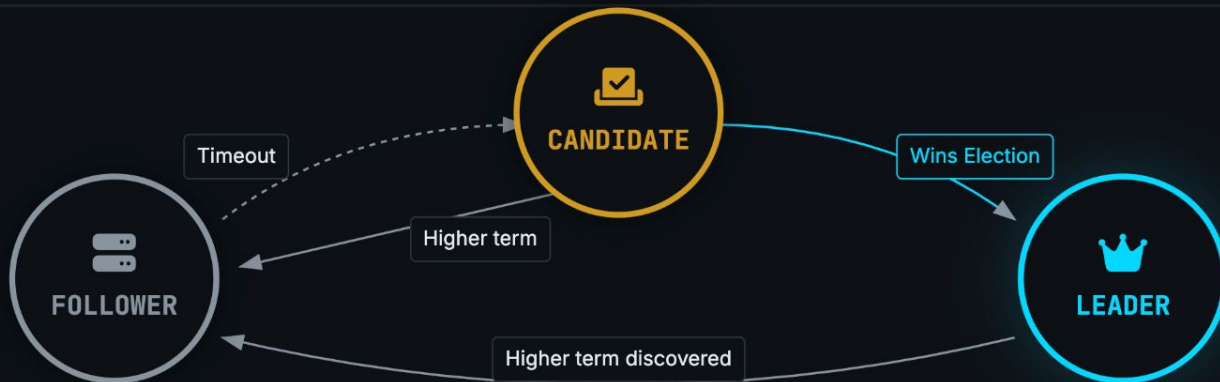 CANDIDATE
Timeout
Wins Election
Higher term
FOLLOWER
LEADER
Higher term discovered